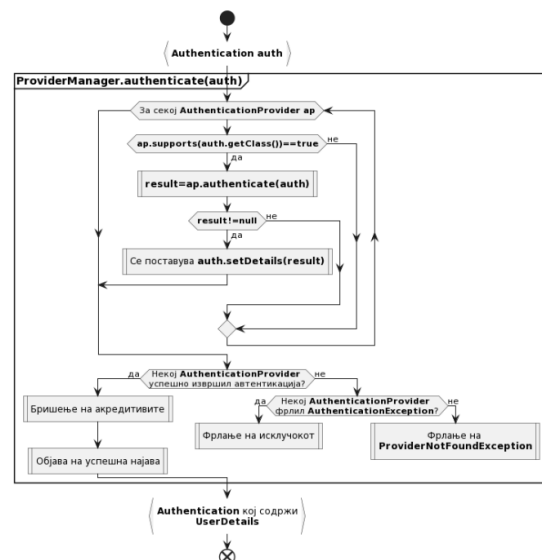 Authentication auth
ProviderManager.authenticate(auth)
За секој AuthenticationProvider ap
ap.supports(auth.getClass())==true
не
да
result=ap.authenticate(auth)
result!=null
не
да
Се поставува auth.setDetails(result)
да
Некој AuthenticationProvider
успешно извршил автентикација?
не
Бришење на акредитивите
Објава на успешна најава
да
Некој AuthenticationProvider
фрлил AuthenticationException?
не
Фрлање на исклучокот
Фрлање на
ProviderNotFoundException
Authentication кој содржи
UserDetails